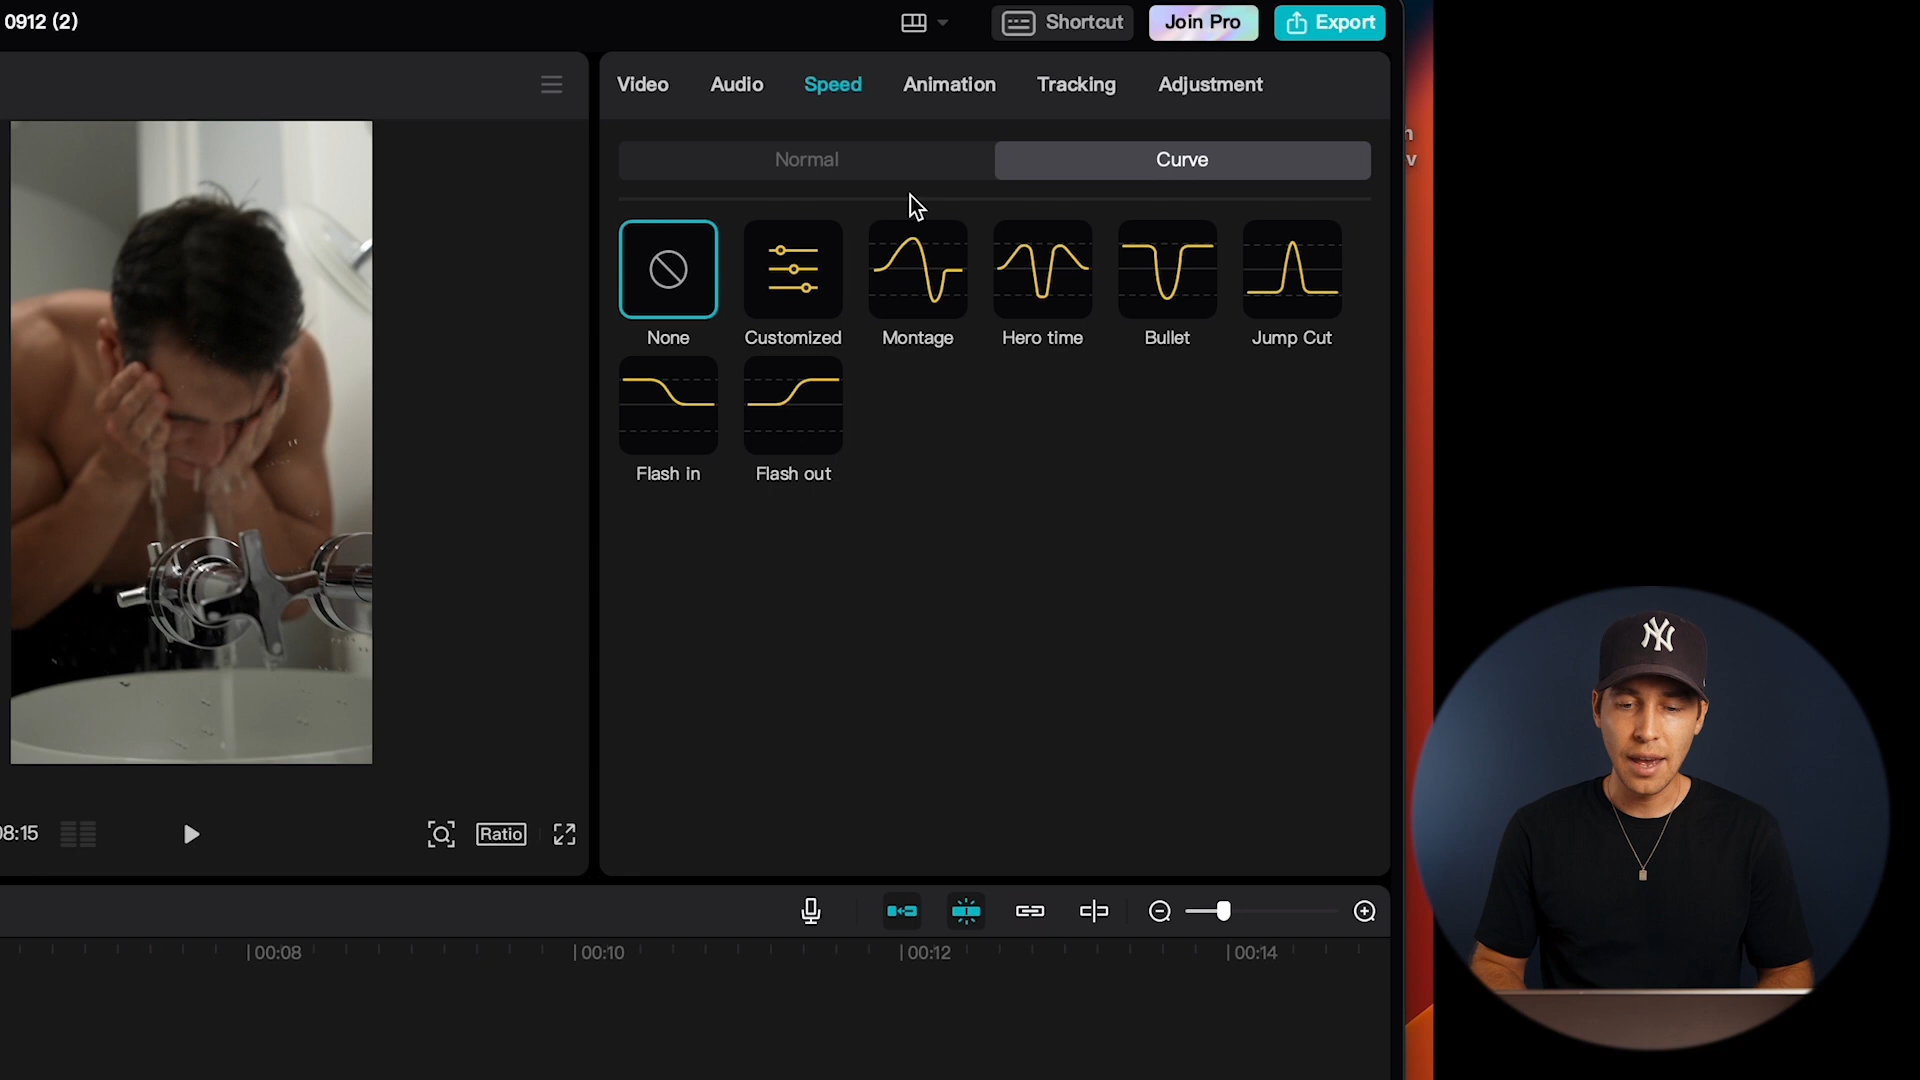 0912 (2)
Shortcut
Join Pro
Export
Video
Audio
Speed
Animation
Tracking
Adjustment
Normal
Curve
None
Customized
Montage
Hero time
Bullet
Jump Cut
Flash in
Flash out
08:15
Ratio
00:08
00:10
00:12
00:14
n
v
NY